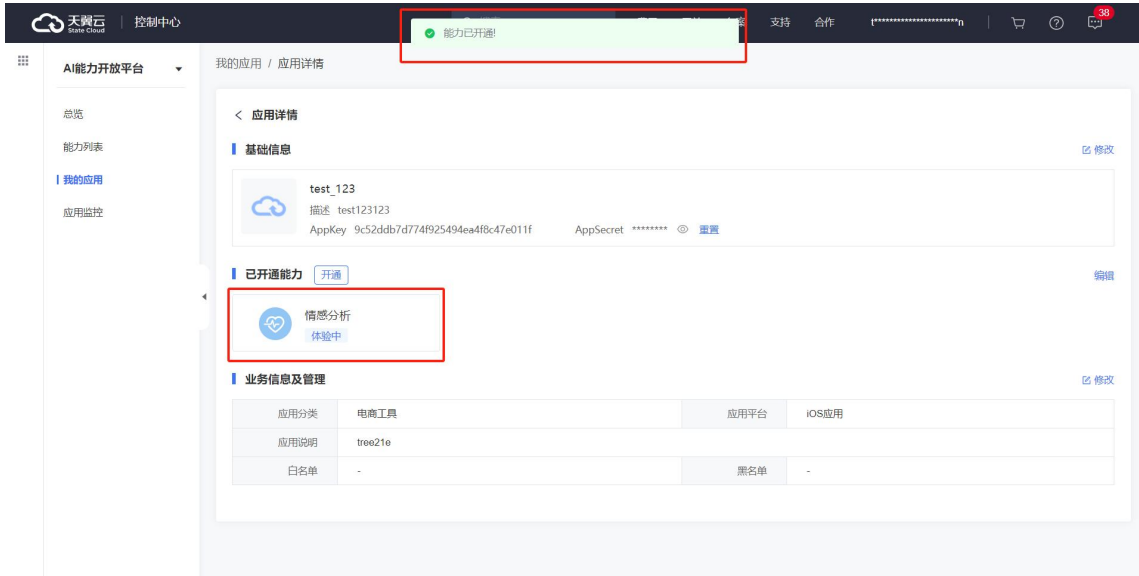 天翼云 State Cloud 控制中心 能力已开通! 支持 合作 t**********************n 38
AI能力开放平台
我的应用 / 应用详情
总览
能力列表
我的应用
应用监控
< 应用详情
基础信息 修改
test_123
描述 test123123
AppKey 9c52ddb7d774f925494ea4f8c47e011f AppSecret ******** 重置
已开通能力 开通 编辑
情感分析
体验中
业务信息及管理 修改
应用分类 电商工具 应用平台 iOS应用
应用说明 tree21e
白名单 - 黑名单 -